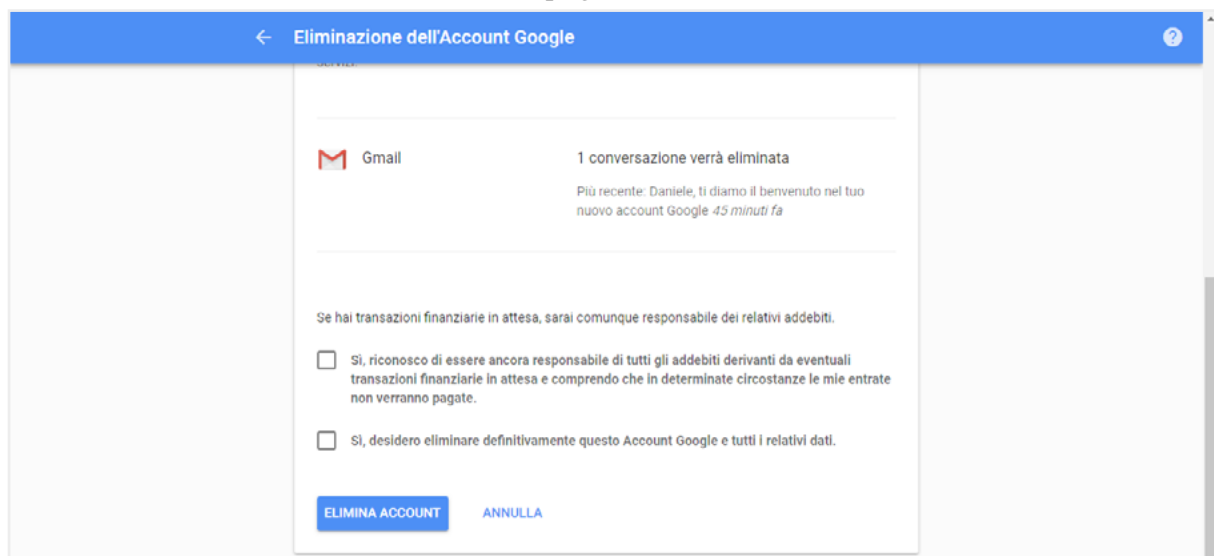 Eliminazione dell'Account Google
Gmail
1 conversazione verrà eliminata
Più recente: Daniele, ti diamo il benvenuto nel tuo
nuovo account Google 45 minuti fa
Se hai transazioni finanziarie in attesa, sarai comunque responsabile dei relativi addebiti.
Sì, riconosco di essere ancora responsabile di tutti gli addebiti derivanti da eventuali
transazioni finanziarie in attesa e comprendo che in determinate circostanze le mie entrate
non verranno pagate.
Sì, desidero eliminare definitivamente questo Account Google e tutti i relativi dati.
ELIMINA ACCOUNT
ANNULLA